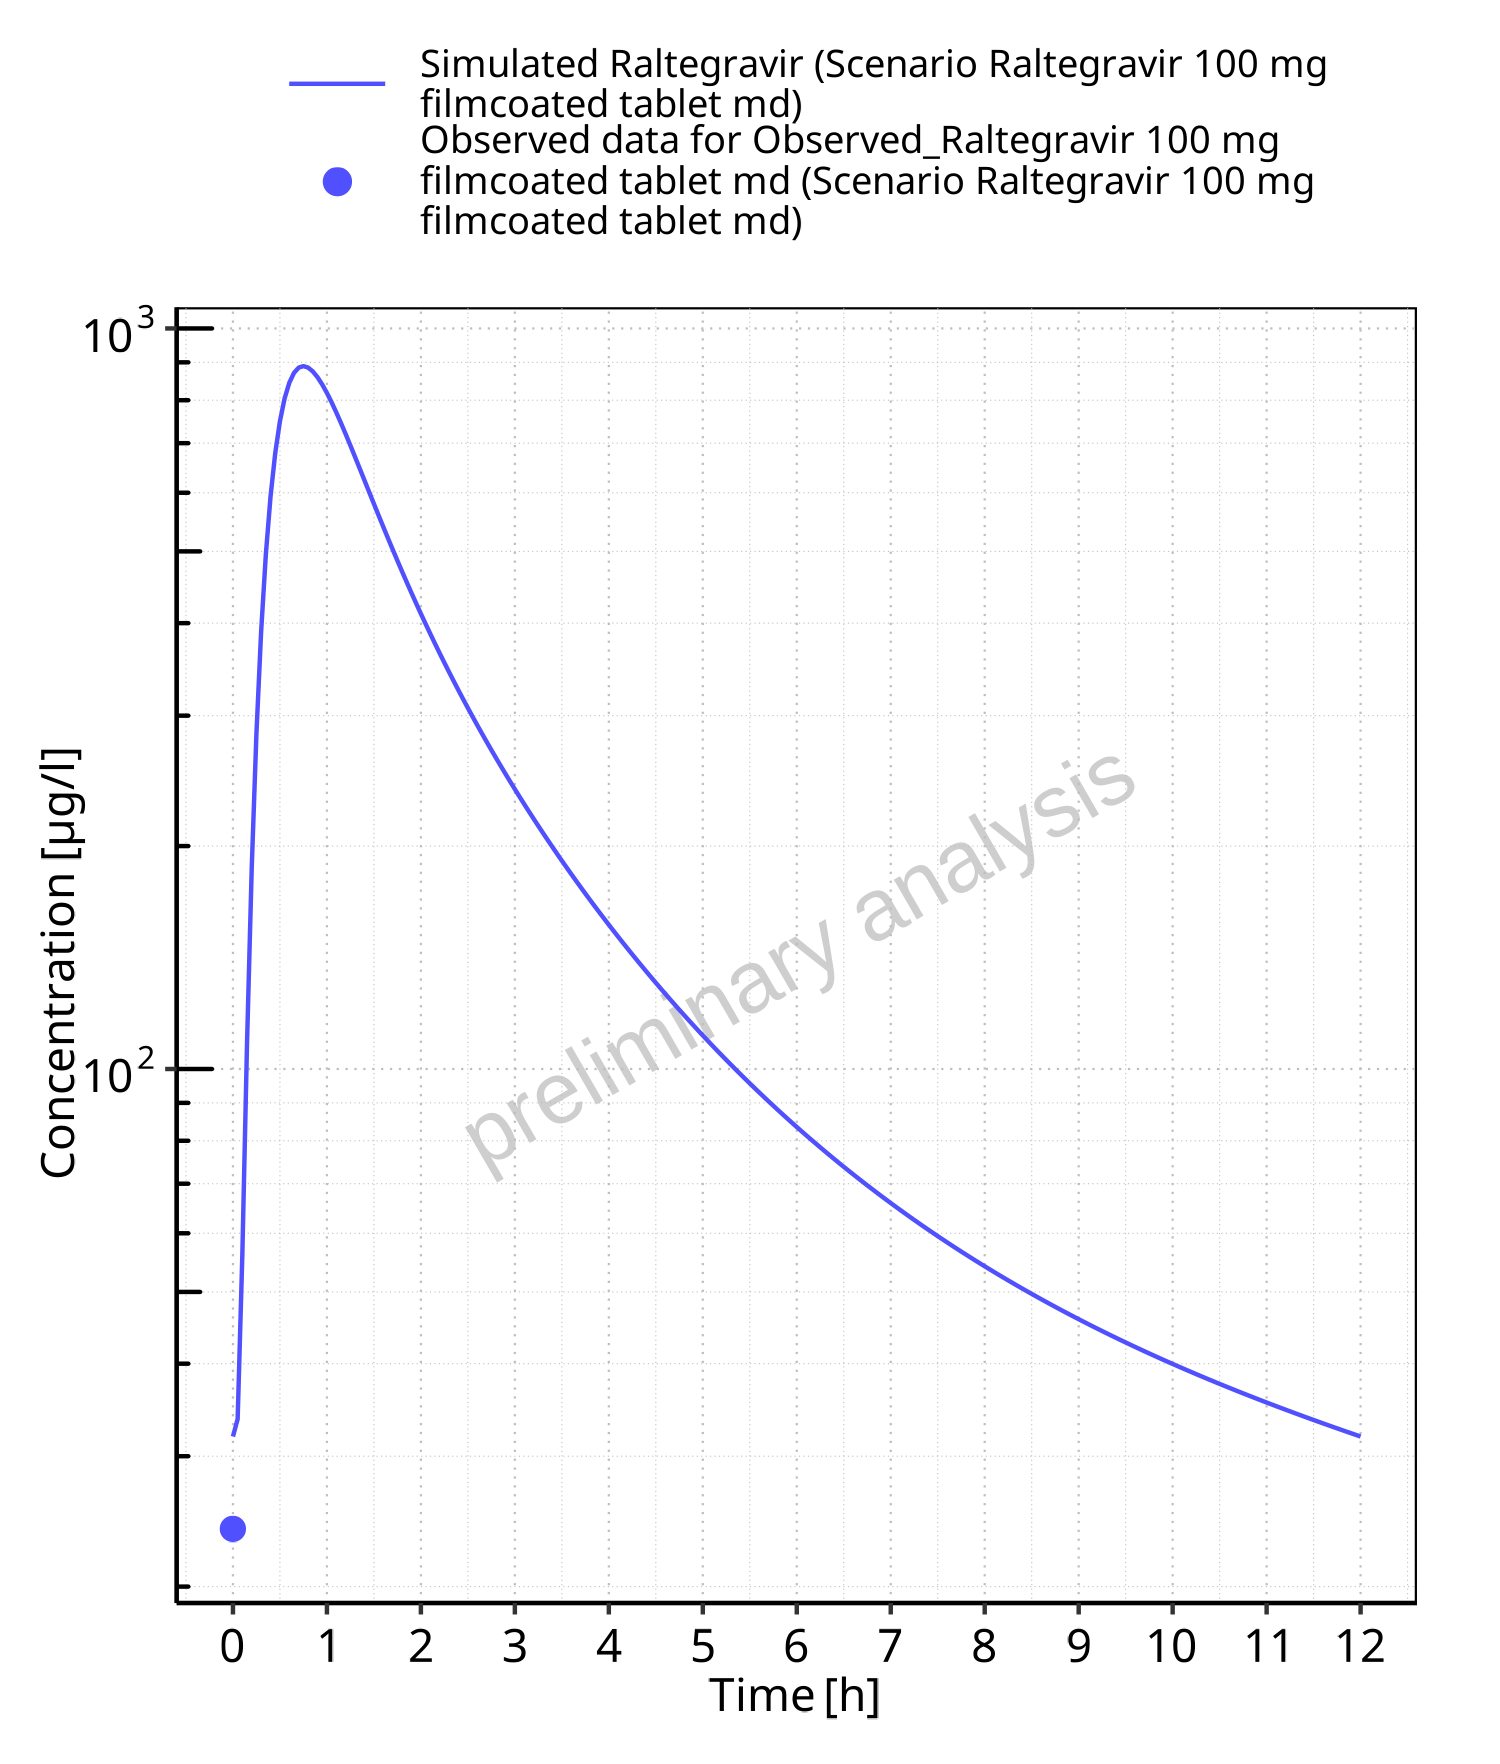 Simulated Raltegravir (Scenario Raltegravir 100 mg
filmcoated tablet md)
Observed data for Observed_Raltegravir 100 mg
filmcoated tablet md (Scenario Raltegravir 100 mg
filmcoated tablet md)
10³
10²
Concentration [µg/l]
preliminary analysis
0 1 2 3 4 5 6 7 8 9 10 11 12
Time [h]